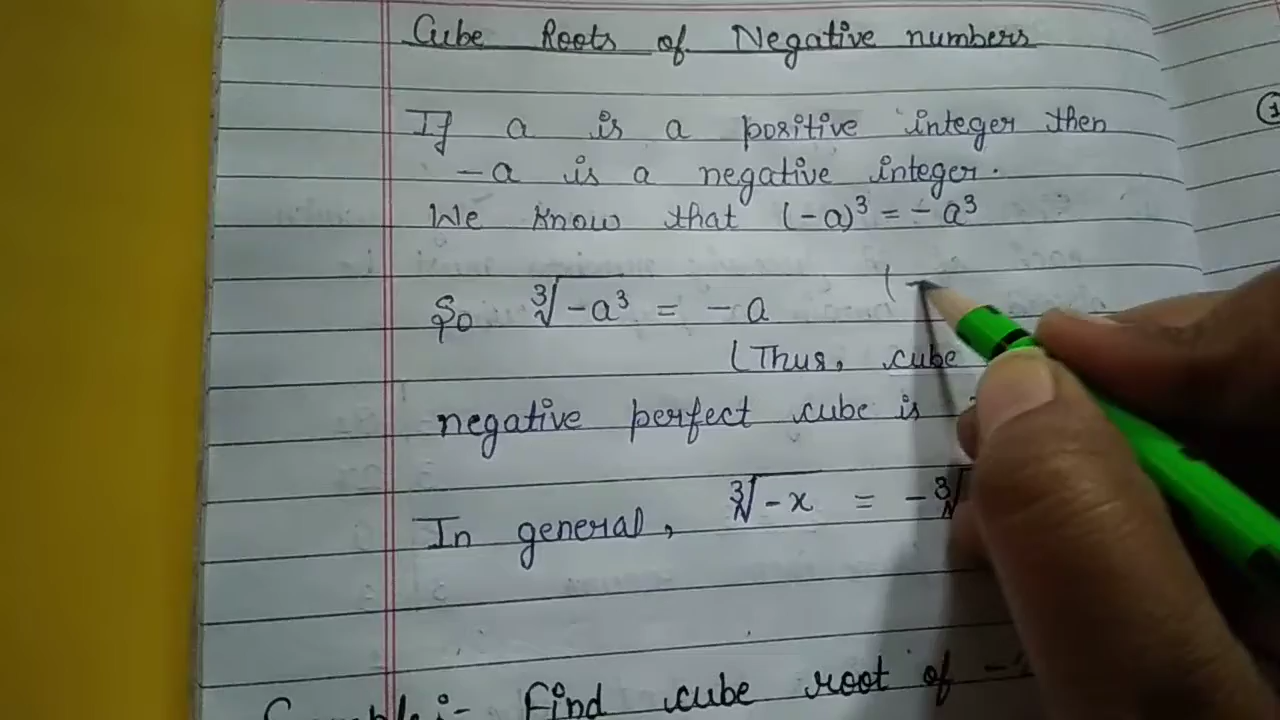 Cube Roots of Negative numbers
If a is a positive integer then
-a is a negative integer.
We know that (-a)³ = -a³
So ∛-a³ = -a (-
(Thus, cube
negative perfect cube is
In general, ∛-x = -∛
Find cube root of -